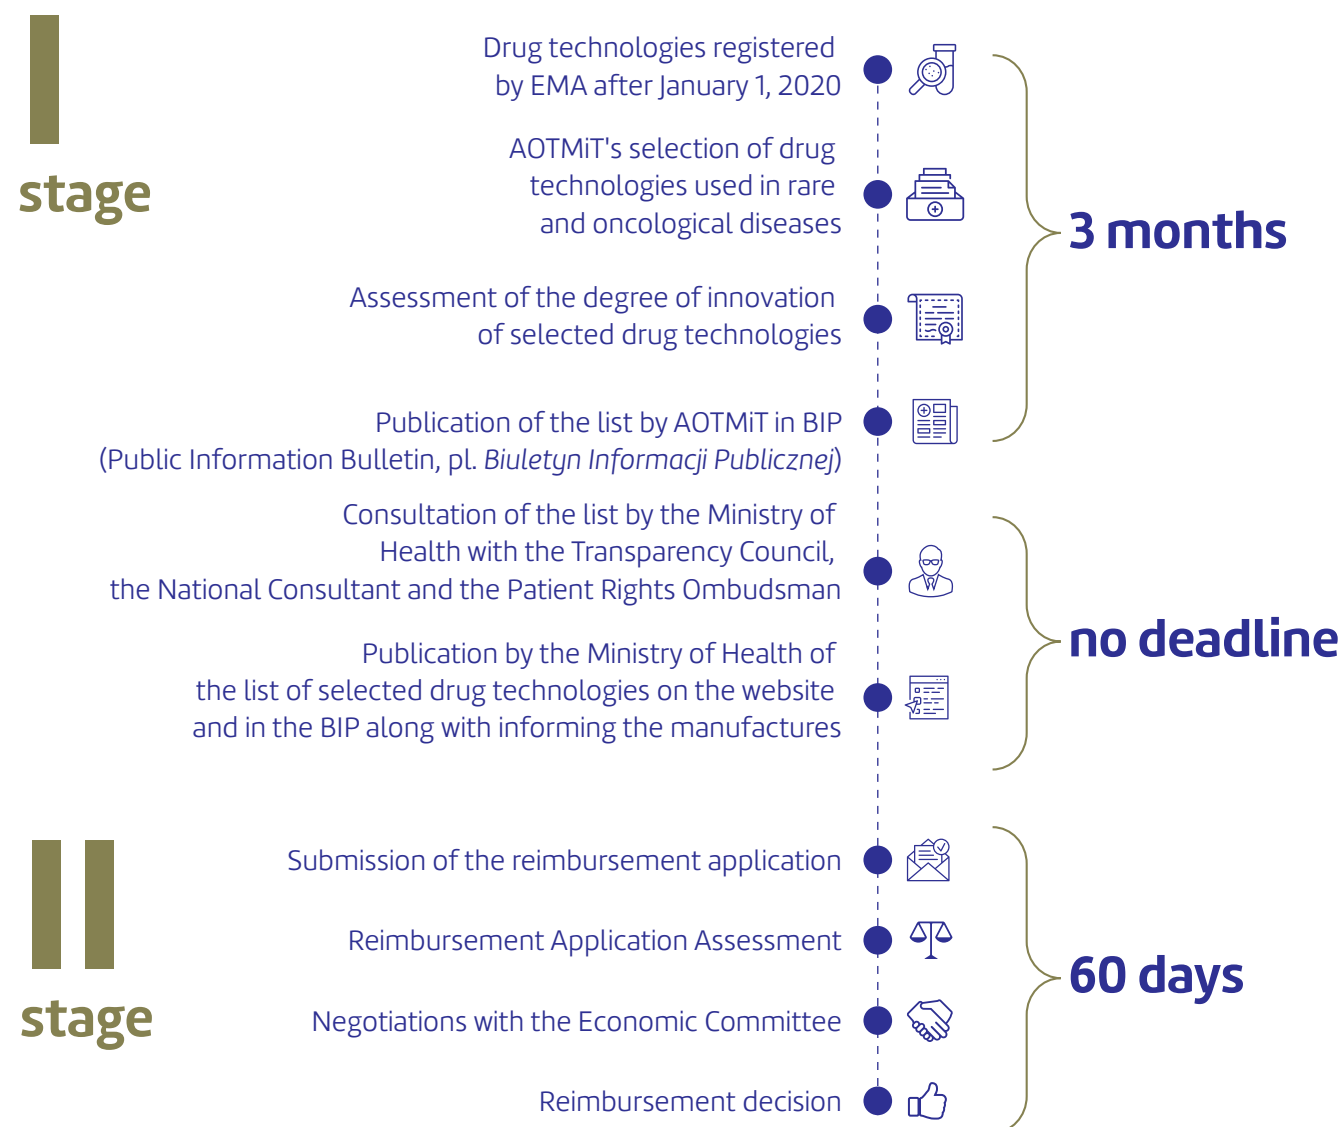 I
stage
Drug technologies registered
by EMA after January 1, 2020
AOTMiT's selection of drug
technologies used in rare
and oncological diseases
Assessment of the degree of innovation
of selected drug technologies
Publication of the list by AOTMiT in BIP
(Public Information Bulletin, pl. Biuletyn Informacji Publicznej)
3 months
Consultation of the list by the Ministry of
Health with the Transparency Council,
the National Consultant and the Patient Rights Ombudsman
Publication by the Ministry of Health of
the list of selected drug technologies on the website
and in the BIP along with informing the manufactures
no deadline
II
stage
Submission of the reimbursement application
Reimbursement Application Assessment
Negotiations with the Economic Committee
Reimbursement decision
60 days